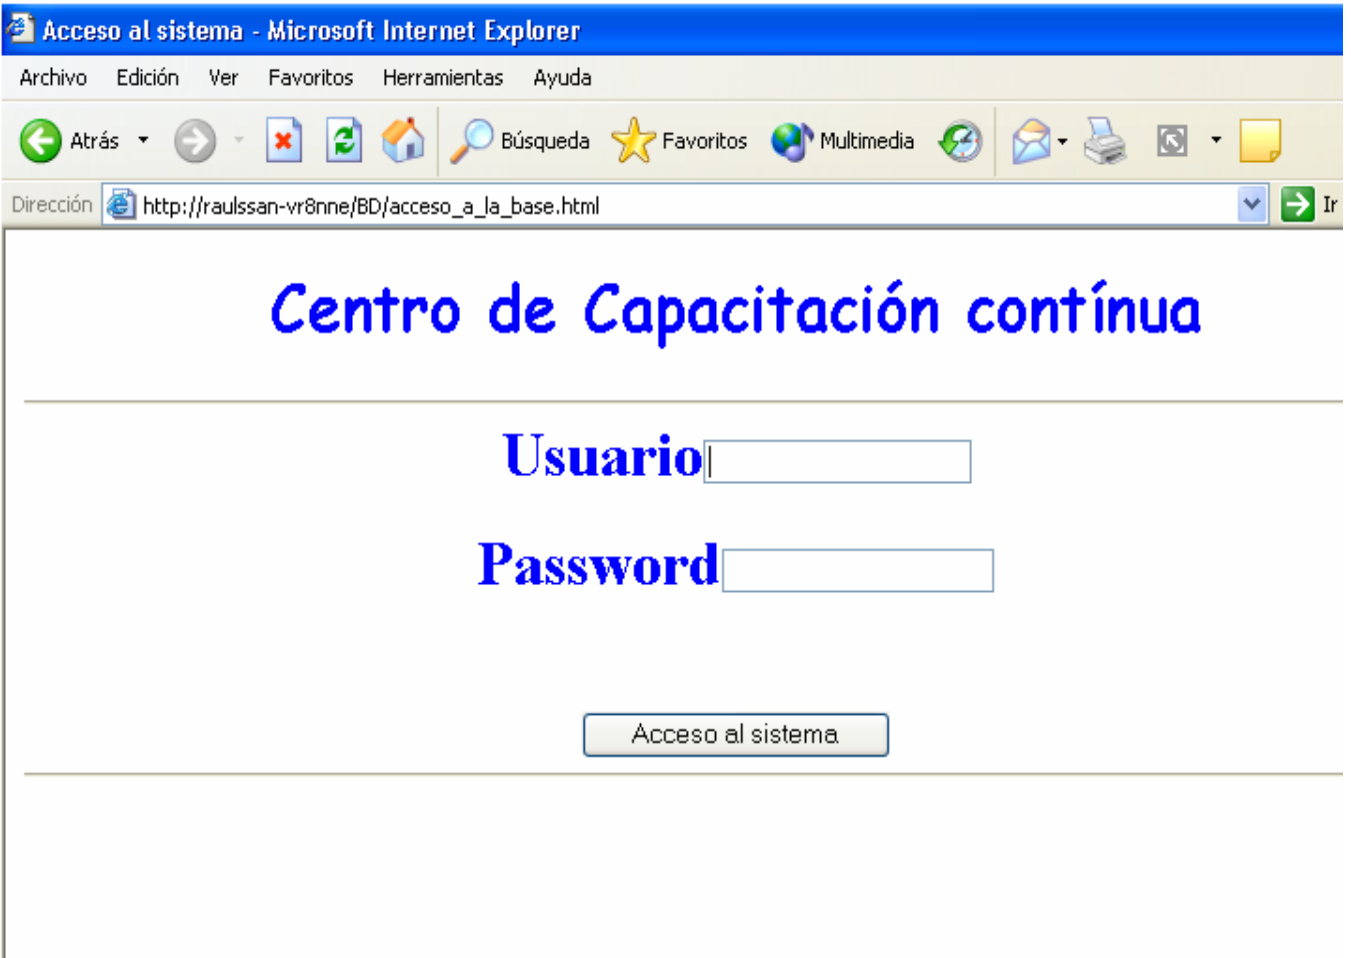 Acceso al sistema - Microsoft Internet Explorer
Archivo Edición Ver Favoritos Herramientas Ayuda
Atrás Búsqueda Favoritos Multimedia
Dirección http://raulssan-vr8nne/BD/acceso_a_la_base.html Ir
Centro de Capacitación contínua
Usuario
Password
Acceso al sistema